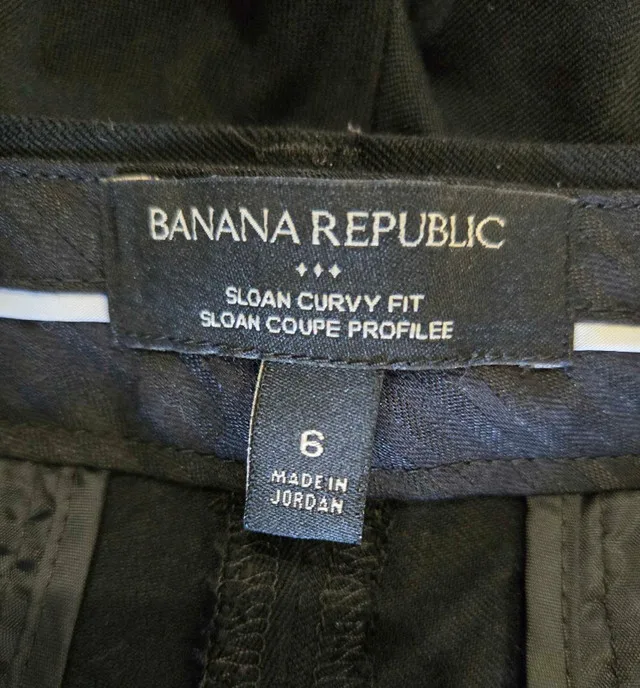 BANANA REPUBLIC
SLOAN CURVY FIT
SLOAN COUPE PROFILEE
6
MADE IN
JORDAN